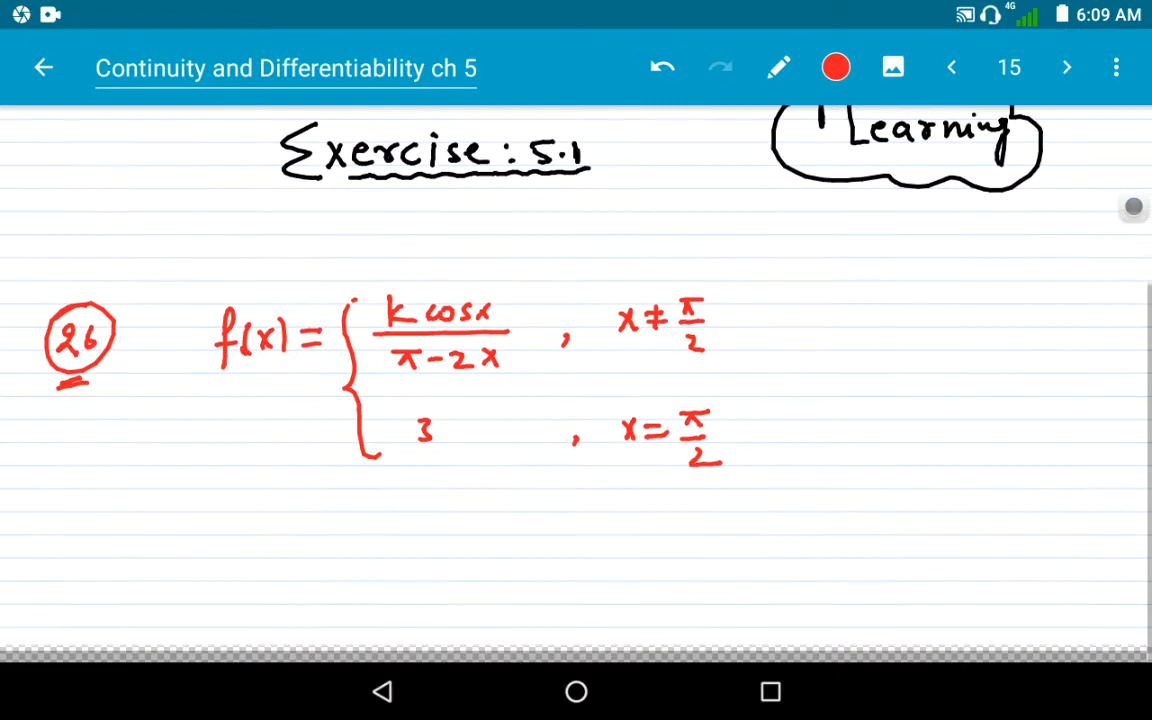 4G 6:09 AM
Continuity and Differentiability ch 5 15
Learning
Exercise : 5.1
26 f(x) = { k cosx / π - 2x , x ≠ π/2
3 , x = π/2